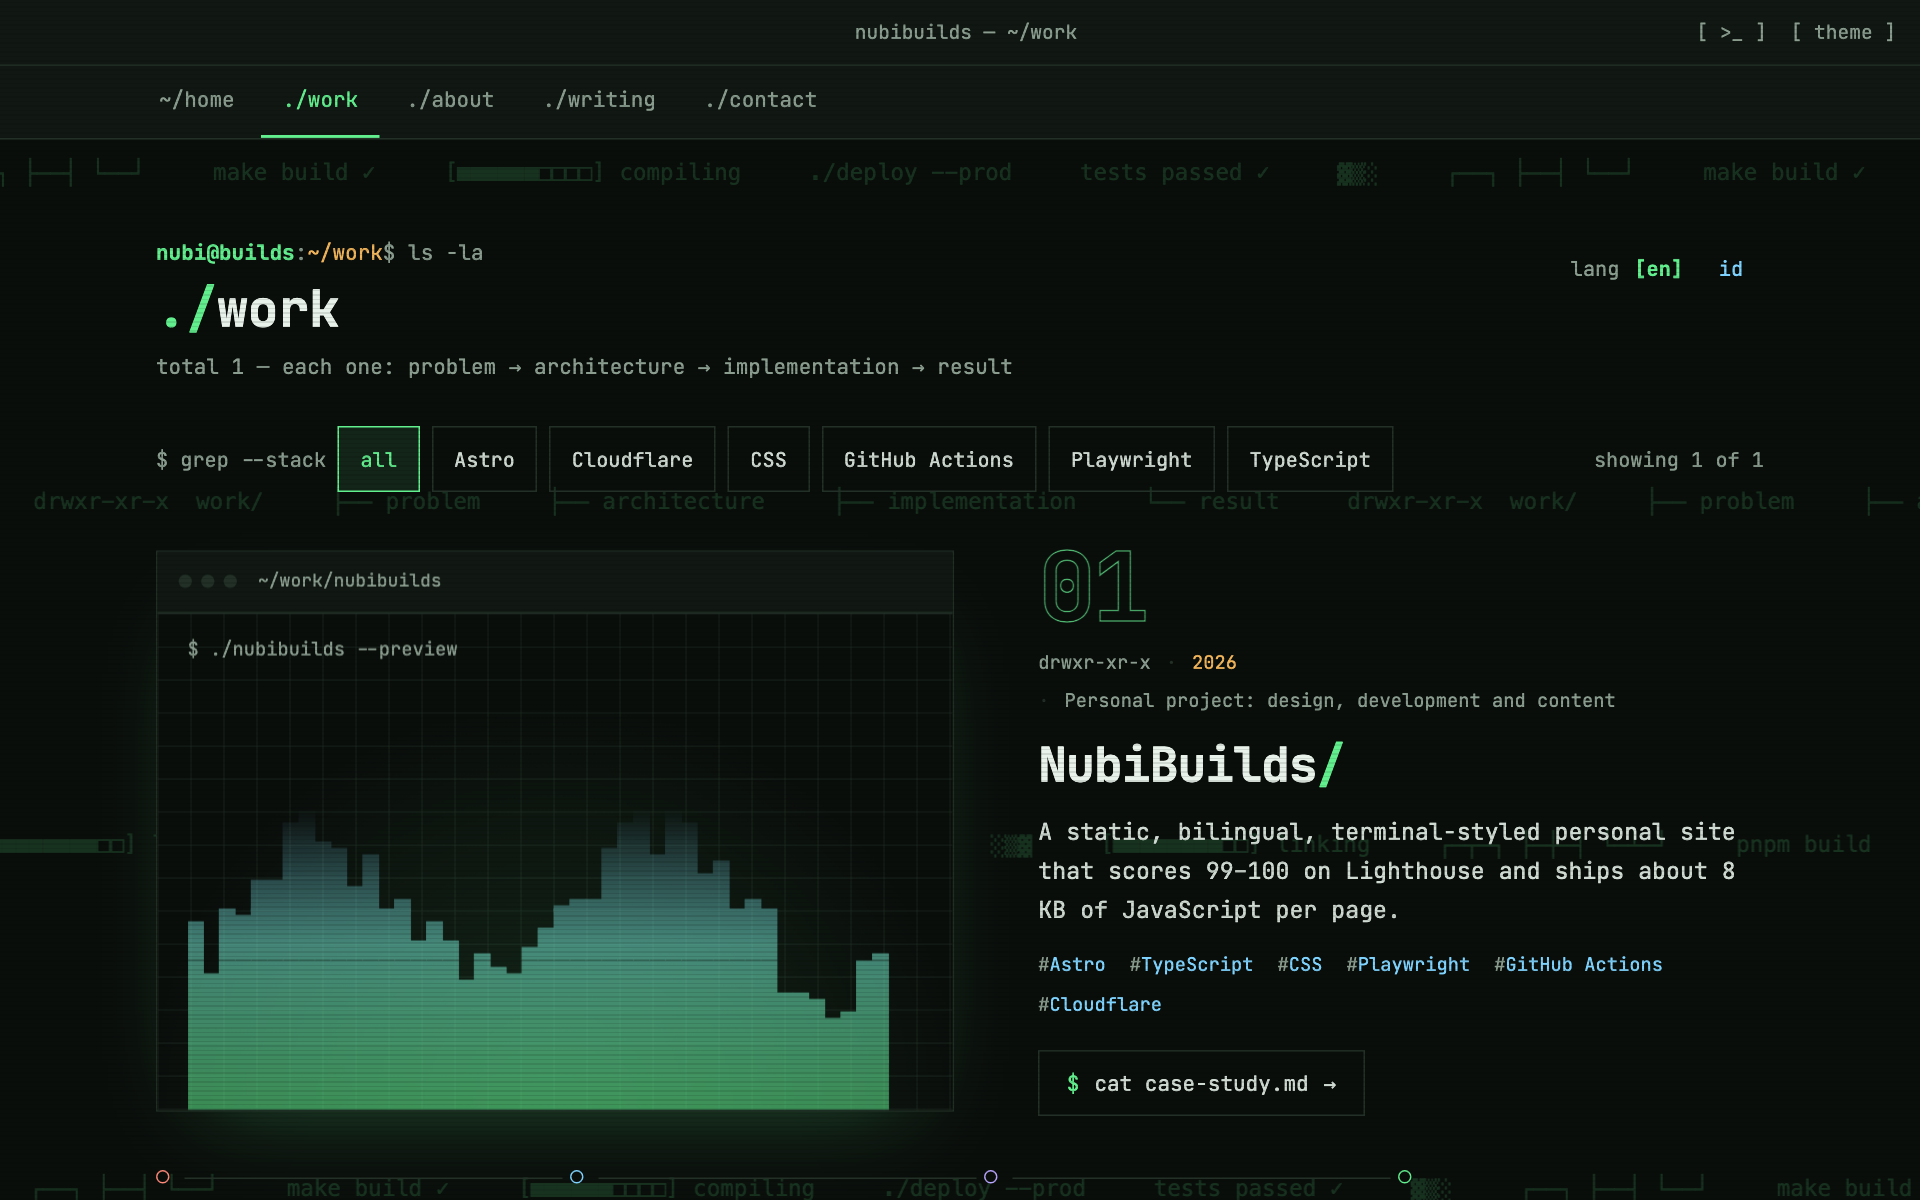 nubibuilds — ~/work
[ >_ ] [ theme ]
~/home ./work ./about ./writing ./contact
make build ✓ [ ] compiling ./deploy --prod tests passed ✓ make build ✓
nubi@builds:~/work$ ls -la
lang [en] id
./work
total 1 — each one: problem → architecture → implementation → result
$ grep --stack all Astro Cloudflare CSS GitHub Actions Playwright TypeScript showing 1 of 1
drwxr-xr-x work/ ├── problem ├── architecture ├── implementation └── result drwxr-xr-x work/ ├── problem ├──
~/work/nubibuilds
$ ./nubibuilds --preview
01
drwxr-xr-x · 2026
· Personal project: design, development and content
NubiBuilds/
A static, bilingual, terminal-styled personal site
linking pnpm build
that scores 99–100 on Lighthouse and ships about 8
KB of JavaScript per page.
#Astro #TypeScript #CSS #Playwright #GitHub Actions
#Cloudflare
$ cat case-study.md →
make build ✓ [ ] compiling ./deploy --prod tests passed ✓ make build